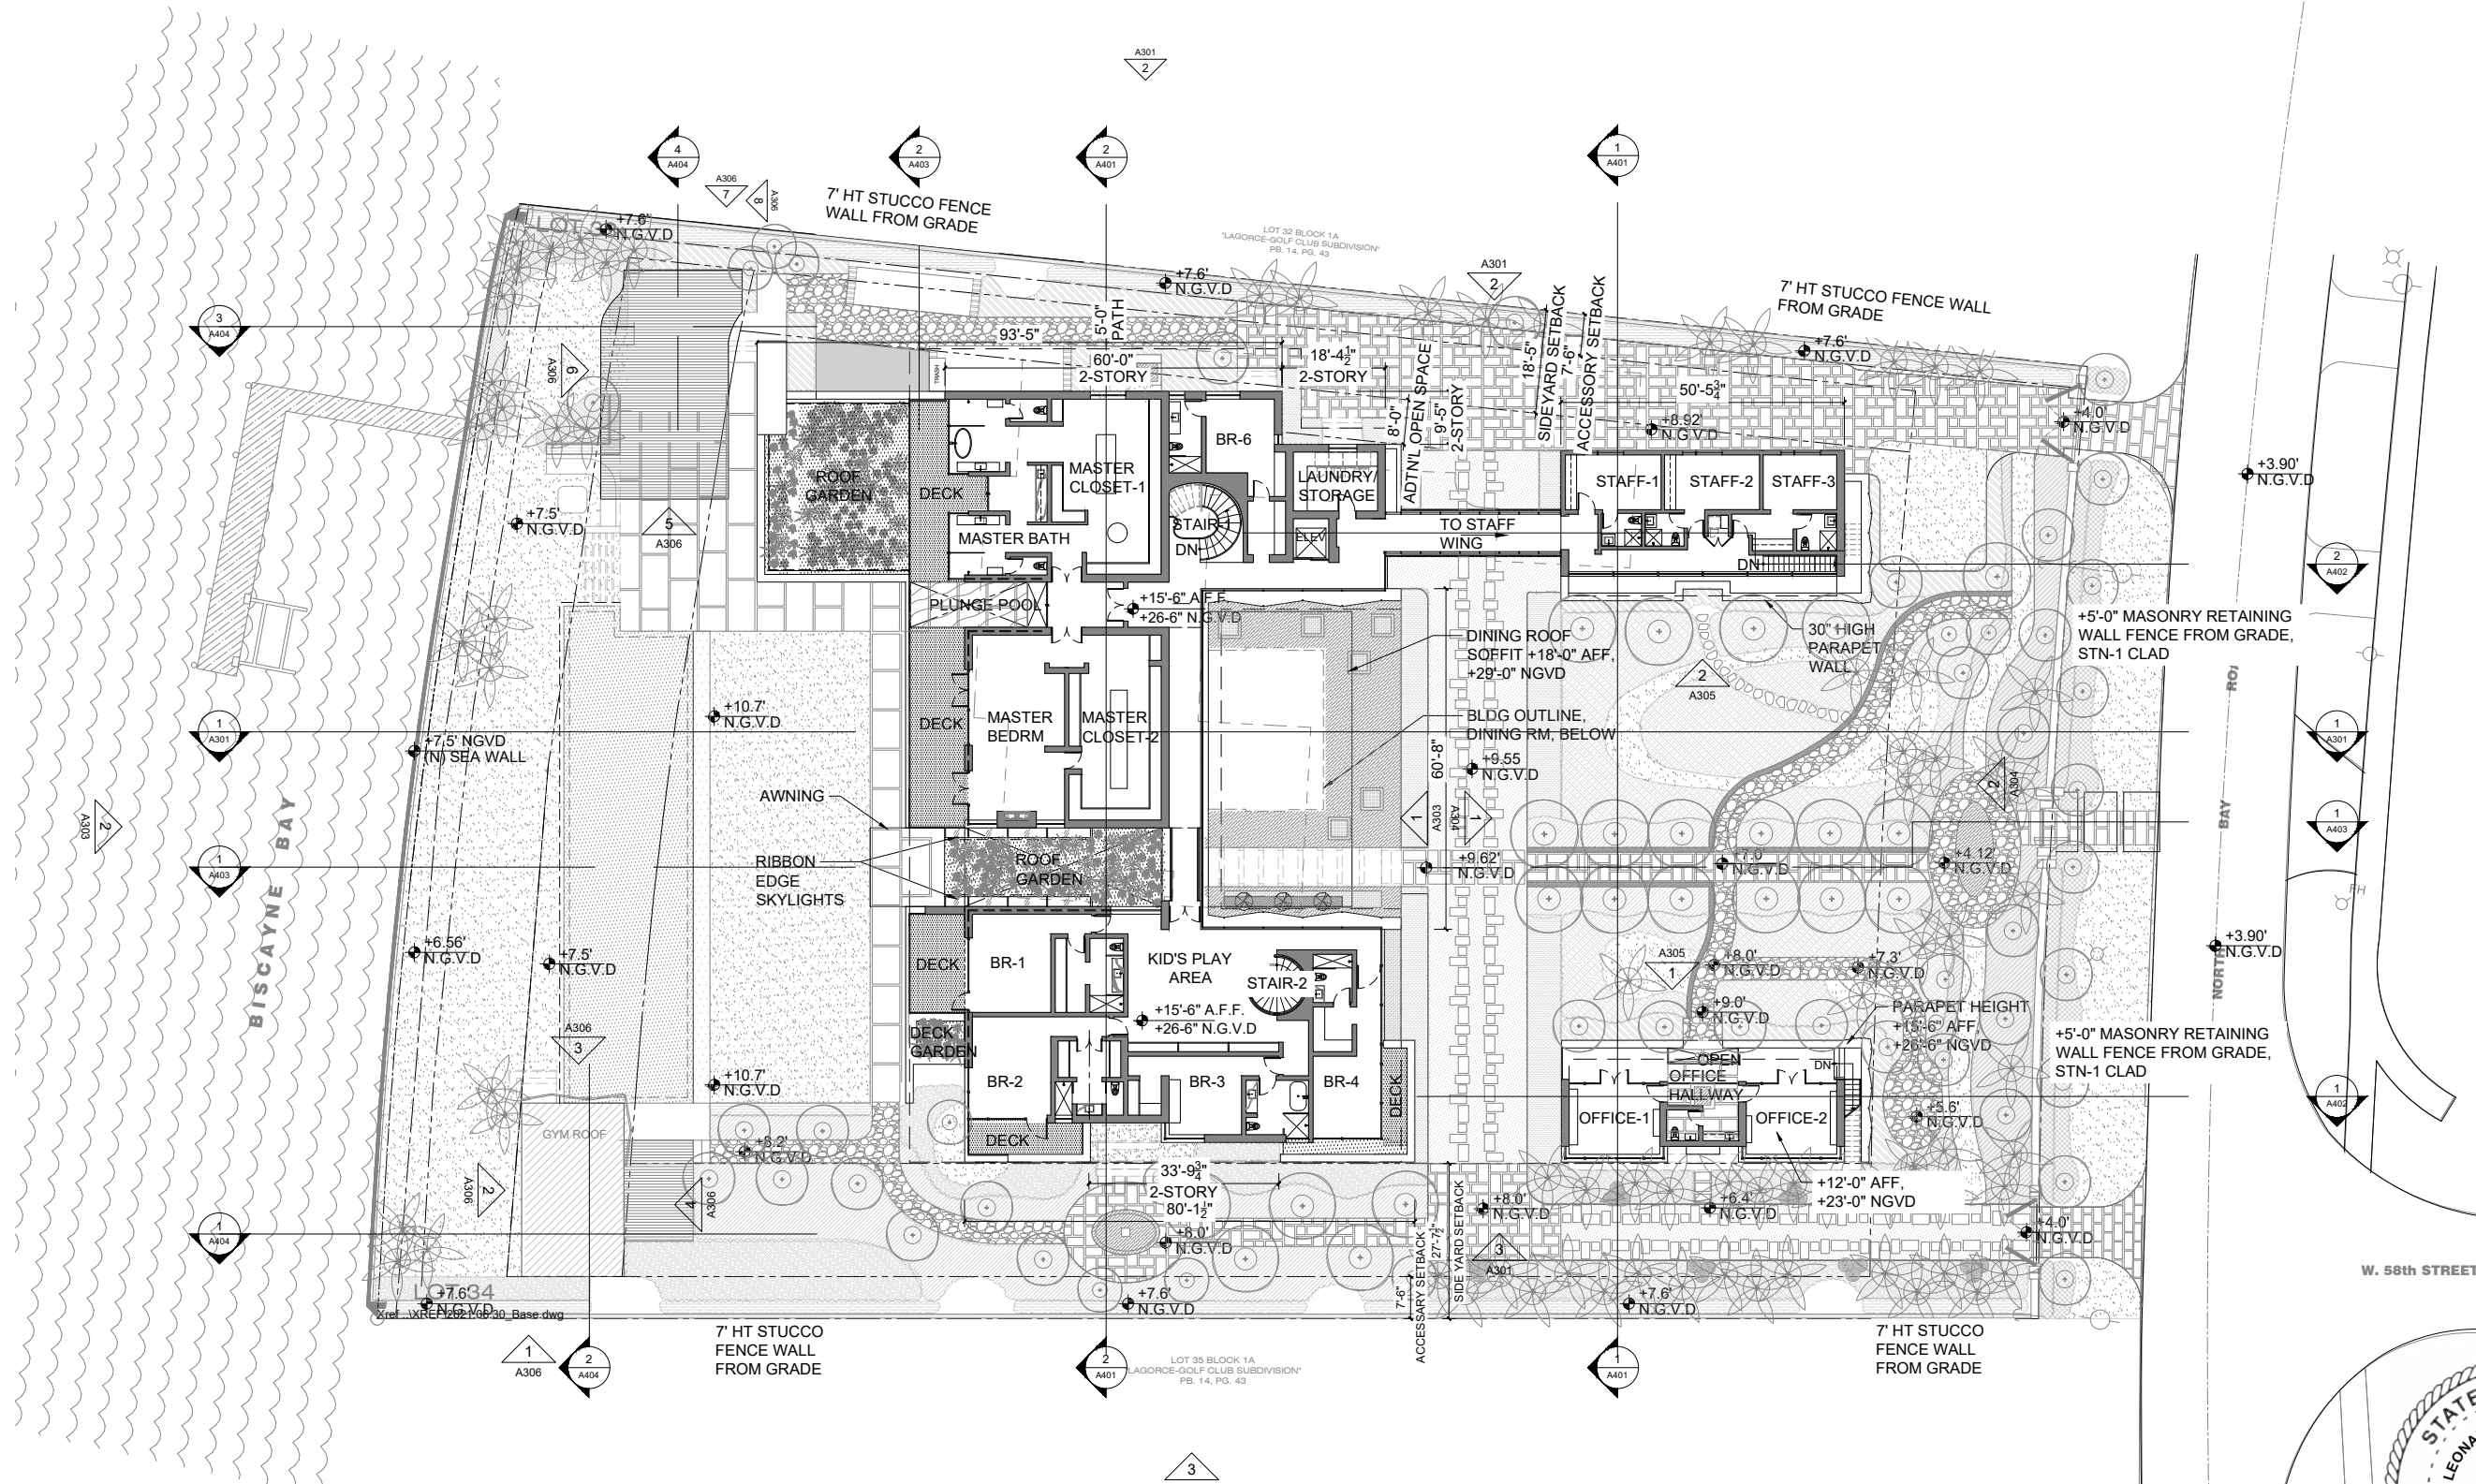 A301
2
4
A404
2
A403
2
A401
1
A401
A306
7
A306
8
7' HT STUCCO FENCE
WALL FROM GRADE
LOT 32 BLOCK 1A
"LAGORCE-GOLF CLUB SUBDIVISION"
PB. 14, PG. 43
+7.6'
N.G.V.D
+7.6'
N.G.V.D
A301
2
7' HT STUCCO FENCE WALL
FROM GRADE
+7.6'
N.G.V.D
3
A404
A306
6
93'-5"
5'-0"
PATH
60'-0"
2-STORY
18'-4½"
2-STORY
TRASH
8'-0"
ADTN'L OPEN SPACE
9'-5"
2-STORY
18'-5"
SIDEYARD SETBACK
7'-6"
ACCESSORY SETBACK
50'-5¾"
+8.92'
N.G.V.D
+4.0'
N.G.V.D
+3.90'
N.G.V.D
ROOF
GARDEN
DECK
MASTER
CLOSET-1
BR-6
LAUNDRY/
STORAGE
STAFF-1
STAFF-2
STAFF-3
+7.5'
N.G.V.D
5
A306
MASTER BATH
STAIR-1
DN
ELEV
TO STAFF
WING
DN
2
A402
PLUNGE POOL
+15'-6" A.F.F.
+26-6" N.G.V.D
DINING ROOF
SOFFIT +18'-0" AFF,
+29'-0" NGVD
30" HIGH
PARAPET
WALL
+5'-0" MASONRY RETAINING
WALL FENCE FROM GRADE,
STN-1 CLAD
2
A305
1
A301
+7.5' NGVD
(N) SEA WALL
+10.7'
N.G.V.D
DECK
MASTER
BEDRM
MASTER
CLOSET-2
BLDG OUTLINE,
DINING RM, BELOW
60'-8"
+9.55
N.G.V.D
1
A301
2
A304
AWNING
A303
2
1
A303
A304
1
1
A403
BISCAYNE BAY
NORTH BAY ROA
1
A403
RIBBON
EDGE
SKYLIGHTS
ROOF
GARDEN
+9.62'
N.G.V.D
+7.0'
N.G.V.D
+4.12'
N.G.V.D
FH
+6.56'
N.G.V.D
+7.5'
N.G.V.D
DECK
BR-1
KID'S PLAY
AREA
STAIR-2
A305
1
+8.0'
N.G.V.D
+7.3'
N.G.V.D
+3.90'
N.G.V.D
+15'-6" A.F.F.
+26-6" N.G.V.D
+9.0'
N.G.V.D
PARAPET HEIGHT
+15'-6" AFF,
+26'-6" NGVD
+5'-0" MASONRY RETAINING
WALL FENCE FROM GRADE,
STN-1 CLAD
A306
3
DECK
GARDEN
+10.7'
N.G.V.D
BR-2
BR-3
BR-4
DECK
OPEN
OFFICE
HALLWAY
DN
OFFICE-1
OFFICE-2
+5.6'
N.G.V.D
1
A402
GYM ROOF
+8.2'
N.G.V.D
DECK
A306
2
4
A306
33'-9¾"
2-STORY
80'-1½"
+8.0'
N.G.V.D
+8.0'
N.G.V.D
+6.4'
N.G.V.D
+12'-0" AFF,
+23'-0" NGVD
+4.0'
N.G.V.D
1
A404
7'-6"
ACCESSARY SETBACK
27'-7½"
SIDE YARD SETBACK
3
A301
W. 58th STREET
LOT 34
+7.6'
N.G.V.D
Xref ..\XREF\2021.06.30_Base.dwg
+7.6'
N.G.V.D
+7.6'
N.G.V.D
1
A306
2
A404
7' HT STUCCO
FENCE WALL
FROM GRADE
2
A401
LOT 35 BLOCK 1A
"LAGORCE-GOLF CLUB SUBDIVISION"
PB. 14, PG. 43
1
A401
7' HT STUCCO
FENCE WALL
FROM GRADE
3
STATE
LEONA